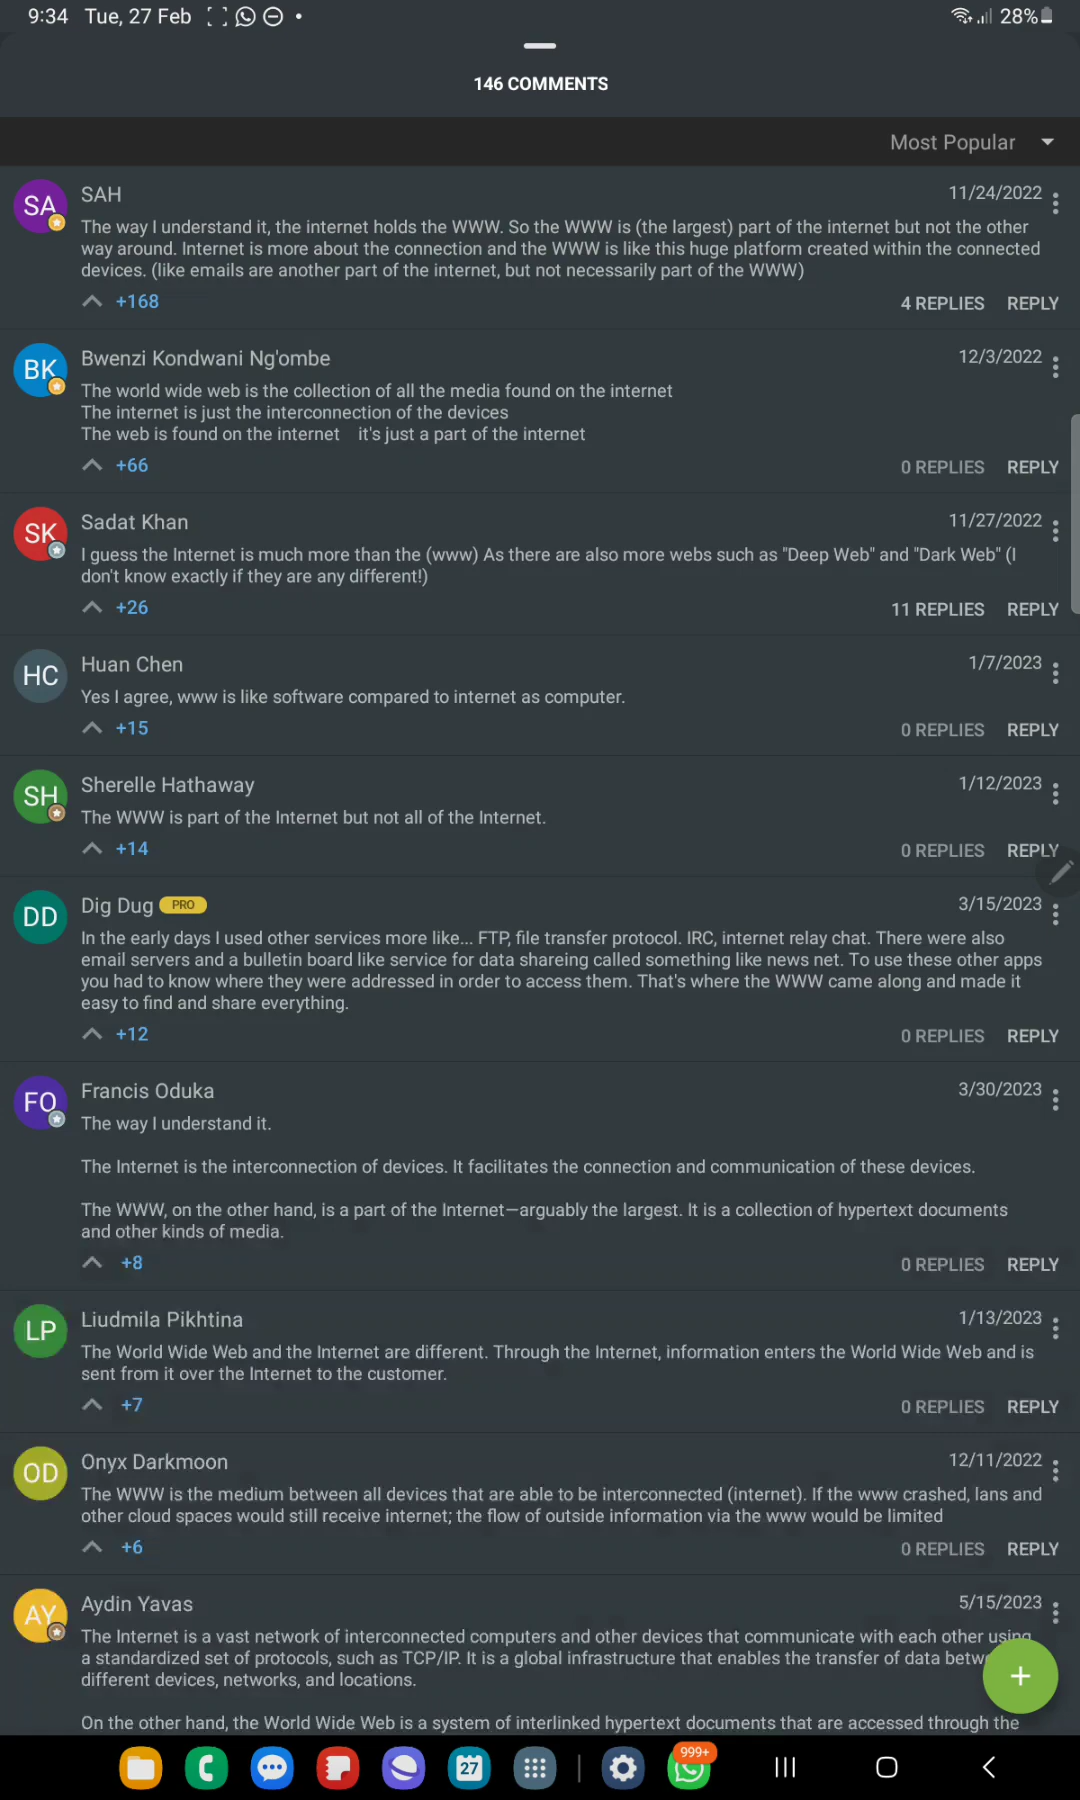 9:34 Tue, 27 Feb
28%
146 COMMENTS
Most Popular
SA
SAH
11/24/2022
The way I understand it, the internet holds the WWW. So the WWW is (the largest) part of the internet but not the other
way around. Internet is more about the connection and the WWW is like this huge platform created within the connected
devices. (like emails are another part of the internet, but not necessarily part of the WWW)
+168
4 REPLIES REPLY
BK
Bwenzi Kondwani Ng'ombe
12/3/2022
The world wide web is the collection of all the media found on the internet
The internet is just the interconnection of the devices
The web is found on the internet it's just a part of the internet
+66
0 REPLIES REPLY
SK
Sadat Khan
11/27/2022
I guess the Internet is much more than the (www) As there are also more webs such as "Deep Web" and "Dark Web" (I
don't know exactly if they are any different!)
+26
11 REPLIES REPLY
HC
Huan Chen
1/7/2023
Yes I agree, www is like software compared to internet as computer.
+15
0 REPLIES REPLY
SH
Sherelle Hathaway
1/12/2023
The WWW is part of the Internet but not all of the Internet.
+14
0 REPLIES REPLY
DD
Dig Dug PRO
3/15/2023
In the early days I used other services more like... FTP, file transfer protocol. IRC, internet relay chat. There were also
email servers and a bulletin board like service for data shareing called something like news net. To use these other apps
you had to know where they were addressed in order to access them. That's where the WWW came along and made it
easy to find and share everything.
+12
0 REPLIES REPLY
FO
Francis Oduka
3/30/2023
The way I understand it.
The Internet is the interconnection of devices. It facilitates the connection and communication of these devices.
The WWW, on the other hand, is a part of the Internet—arguably the largest. It is a collection of hypertext documents
and other kinds of media.
+8
0 REPLIES REPLY
LP
Liudmila Pikhtina
1/13/2023
The World Wide Web and the Internet are different. Through the Internet, information enters the World Wide Web and is
sent from it over the Internet to the customer.
+7
0 REPLIES REPLY
OD
Onyx Darkmoon
12/11/2022
The WWW is the medium between all devices that are able to be interconnected (internet). If the www crashed, lans and
other cloud spaces would still receive internet; the flow of outside information via the www would be limited
+6
0 REPLIES REPLY
AY
Aydin Yavas
5/15/2023
The Internet is a vast network of interconnected computers and other devices that communicate with each other using
a standardized set of protocols, such as TCP/IP. It is a global infrastructure that enables the transfer of data betw
different devices, networks, and locations.
On the other hand, the World Wide Web is a system of interlinked hypertext documents that are accessed through the
27
999+